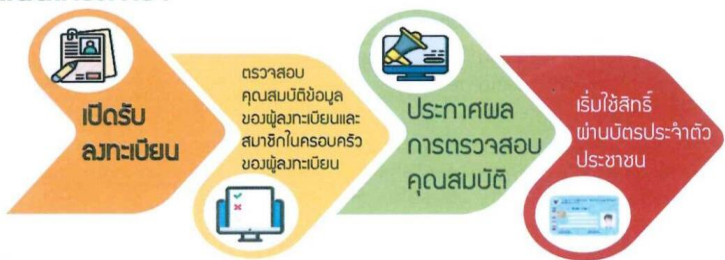 เปิดรับ
ลงทะเบียน
ตรวจสอบ
คุณสมบัติข้อมูล
ของผู้ลงทะเบียนและ
สมาชิกในครอบครัว
ของผู้ลงทะเบียน
ประกาศผล
การตรวจสอบ
คุณสมบัติ
เริ่มใช้สิทธิ์
ผ่านบัตรประจำตัว
ประชาชน